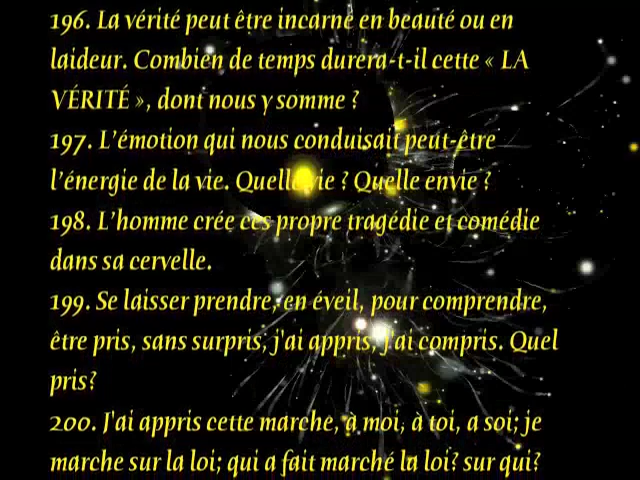 196. La vérité peut être incarné en beauté ou en
laideur. Combien de temps durera-t-il cette « LA
VÉRITÉ », dont nous y somme ?
197. L'émotion qui nous conduisait peut-être
l'énergie de la vie. Quelle vie ? Quelle envie ?
198. L'homme crée ces propre tragédie et comédie
dans sa cervelle.
199. Se laisser prendre, en éveil, pour comprendre,
être pris, sans surpris, j'ai appris, j'ai compris. Quel
pris?
200. J'ai appris cette marche, à moi, à toi, a soi; je
marche sur la loi; qui a fait marché la loi? sur qui?